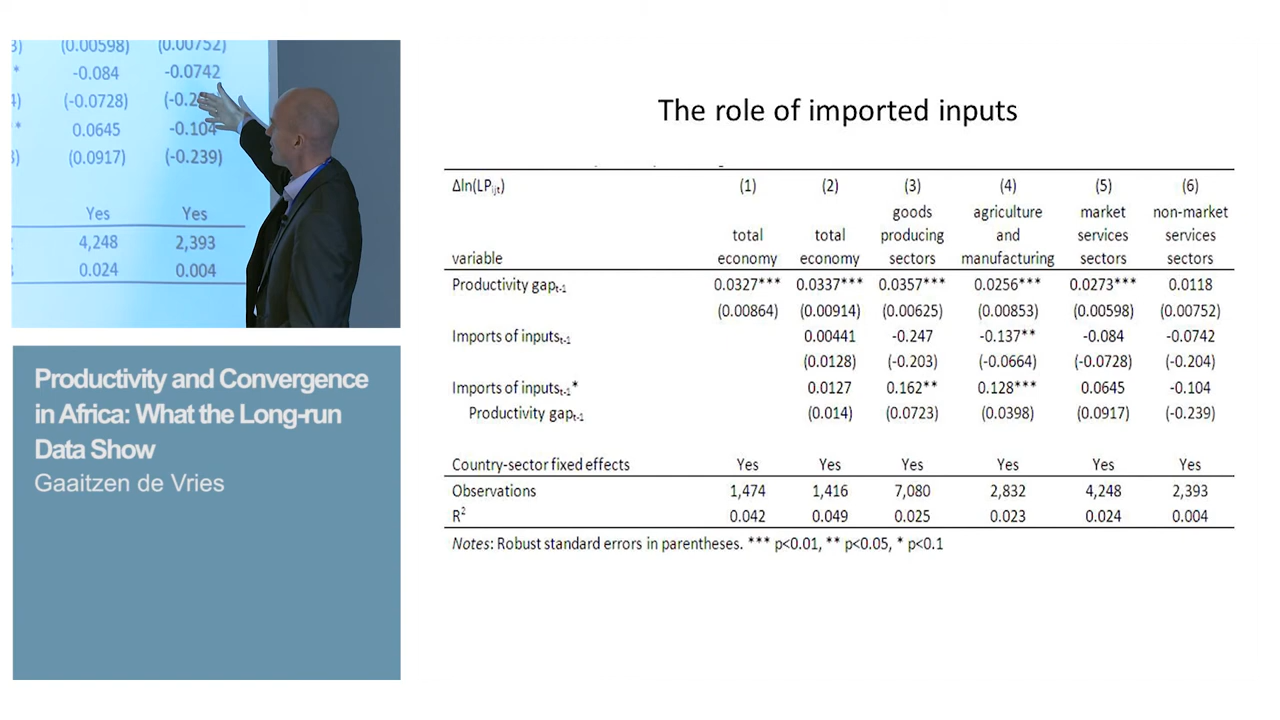 3) (0.00598) (0.00752)
* -0.084 -0.0742
4) (-0.0728)
* 0.0645 -0.104
3) (0.0917) (-0.239)
Yes Yes
4,248 2,393
0.024 0.004
Productivity and Convergence
in Africa: What the Long-run
Data Show
Gaaitzen de Vries
The role of imported inputs
Δln(LPijt) (1) (2) (3) (4) (5) (6)
goods agriculture market non-market
total total producing and services services
variable economy economy sectors manufacturing sectors sectors
Productivity gapt-1 0.0327*** 0.0337*** 0.0357*** 0.0256*** 0.0273*** 0.0118
(0.00864) (0.00914) (0.00625) (0.00853) (0.00598) (0.00752)
Imports of inputst-1 0.00441 -0.247 -0.137** -0.084 -0.0742
(0.0128) (-0.203) (-0.0664) (-0.0728) (-0.204)
Imports of inputst-1* 0.0127 0.162** 0.128*** 0.0645 -0.104
Productivity gapt-1 (0.014) (0.0723) (0.0398) (0.0917) (-0.239)
Country-sector fixed effects Yes Yes Yes Yes Yes Yes
Observations 1,474 1,416 7,080 2,832 4,248 2,393
R2 0.042 0.049 0.025 0.023 0.024 0.004
Notes: Robust standard errors in parentheses. *** p<0.01, ** p<0.05, * p<0.1